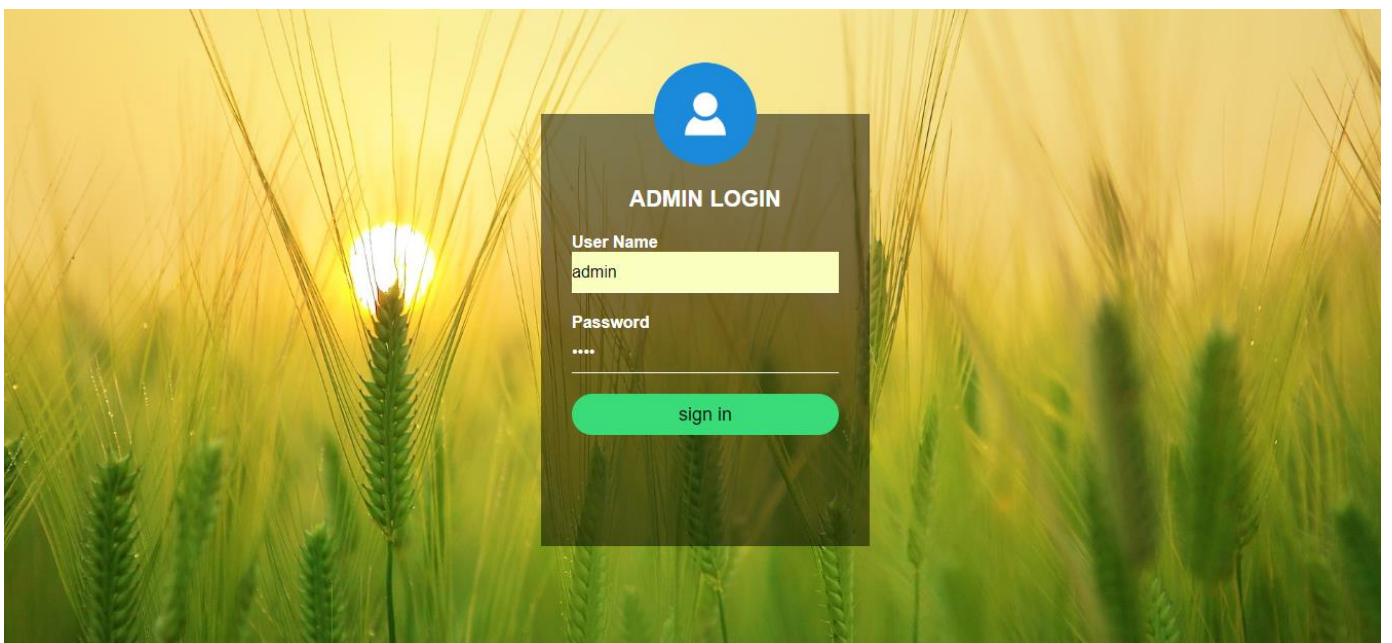 ADMIN LOGIN
User Name
admin
Password
••••
sign in